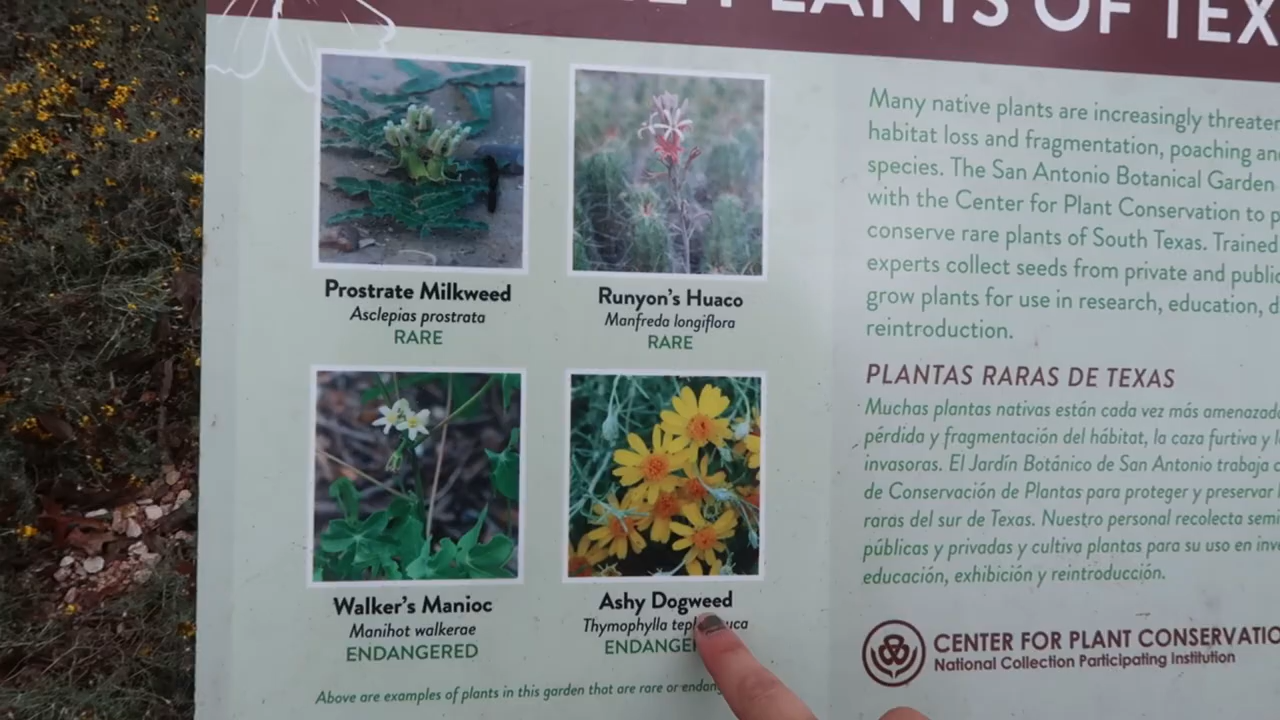 PLANTS OF TEX
Prostrate Milkweed
Asclepias prostrata
RARE
Runyon's Huaco
Manfreda longiflora
RARE
Walker's Manioc
Manihot walkerae
ENDANGERED
Ashy Dogweed
Thymophylla
ENDANGE
Above are examples of plants in this garden that are rare or endang
Many native plants are increasingly threaten
habitat loss and fragmentation, poaching an
species. The San Antonio Botanical Garden
with the Center for Plant Conservation to p
conserve rare plants of South Texas. Trained
experts collect seeds from private and public
grow plants for use in research, education, d
reintroduction.
PLANTAS RARAS DE TEXAS
Muchas plantas nativas están cada vez más amenazad
pérdida y fragmentación del hábitat, la caza furtiva y l
invasoras. El Jardín Botánico de San Antonio trabaja c
de Conservación de Plantas para proteger y preservar
raras del sur de Texas. Nuestro personal recolecta sem
públicas y privadas y cultiva plantas para su uso en inv
educación, exhibición y reintroducción.
CENTER FOR PLANT CONSERVATIO
National Collection Participating Institution